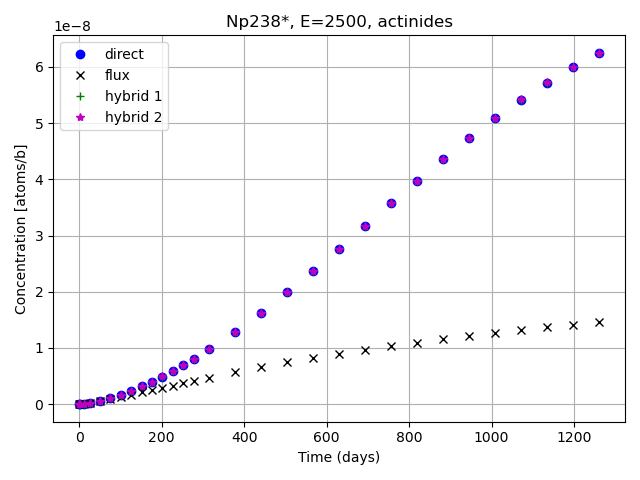 Np238*, E=2500, actinides
1e−8
direct
flux
hybrid 1
hybrid 2
6
5
4
3
2
1
0
Concentration [atoms/b]
0 200 400 600 800 1000 1200
Time (days)